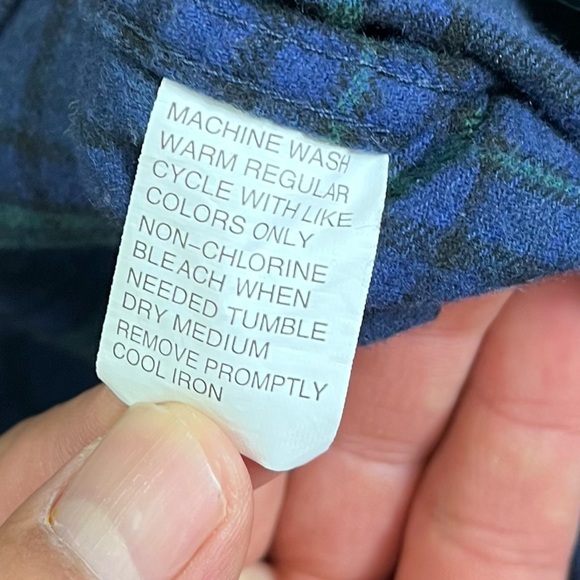 MACHINE WASH
WARM REGULAR
CYCLE WITH LIKE
COLORS ONLY
NON-CHLORINE
BLEACH WHEN
NEEDED TUMBLE
DRY MEDIUM
REMOVE PROMPTLY
COOL IRON